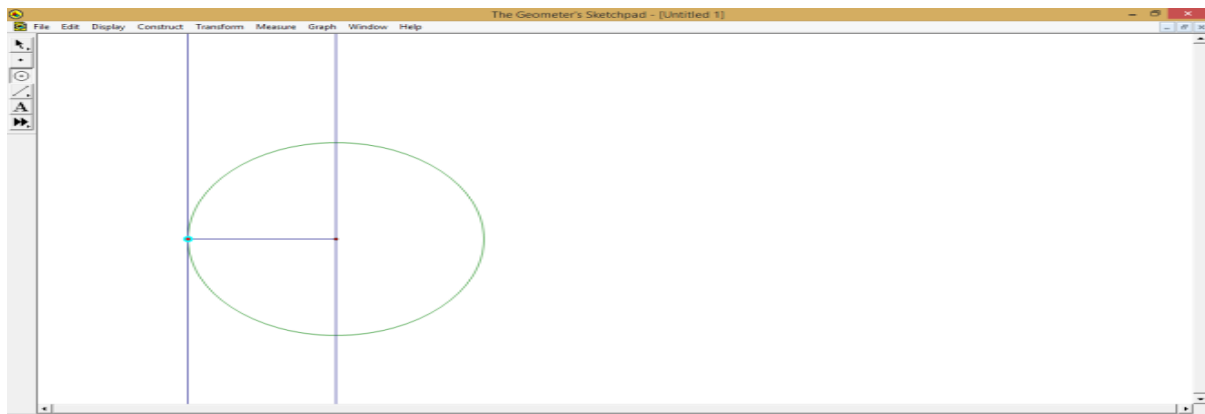 The Geometer's Sketchpad - [Untitled 1]
File Edit Display Construct Transform Measure Graph Window Help
A